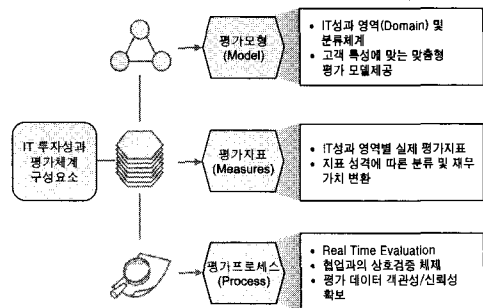 평가모형
(Model)
• IT성과 영역(Domain) 및
분류체계
• 고객 특성에 맞는 맞춤형
평가 모델제공
IT 투자성과
평가체계
구성요소
평가지표
(Measures)
• IT성과 영역별 실제 평가지표
• 지표 성격에 따른 분류 및 재무
가치 변환
평가프로세스
(Process)
• Real Time Evaluation
• 협업과의 상호검증 체제
• 평가 데이터 객관성/신뢰성
확보